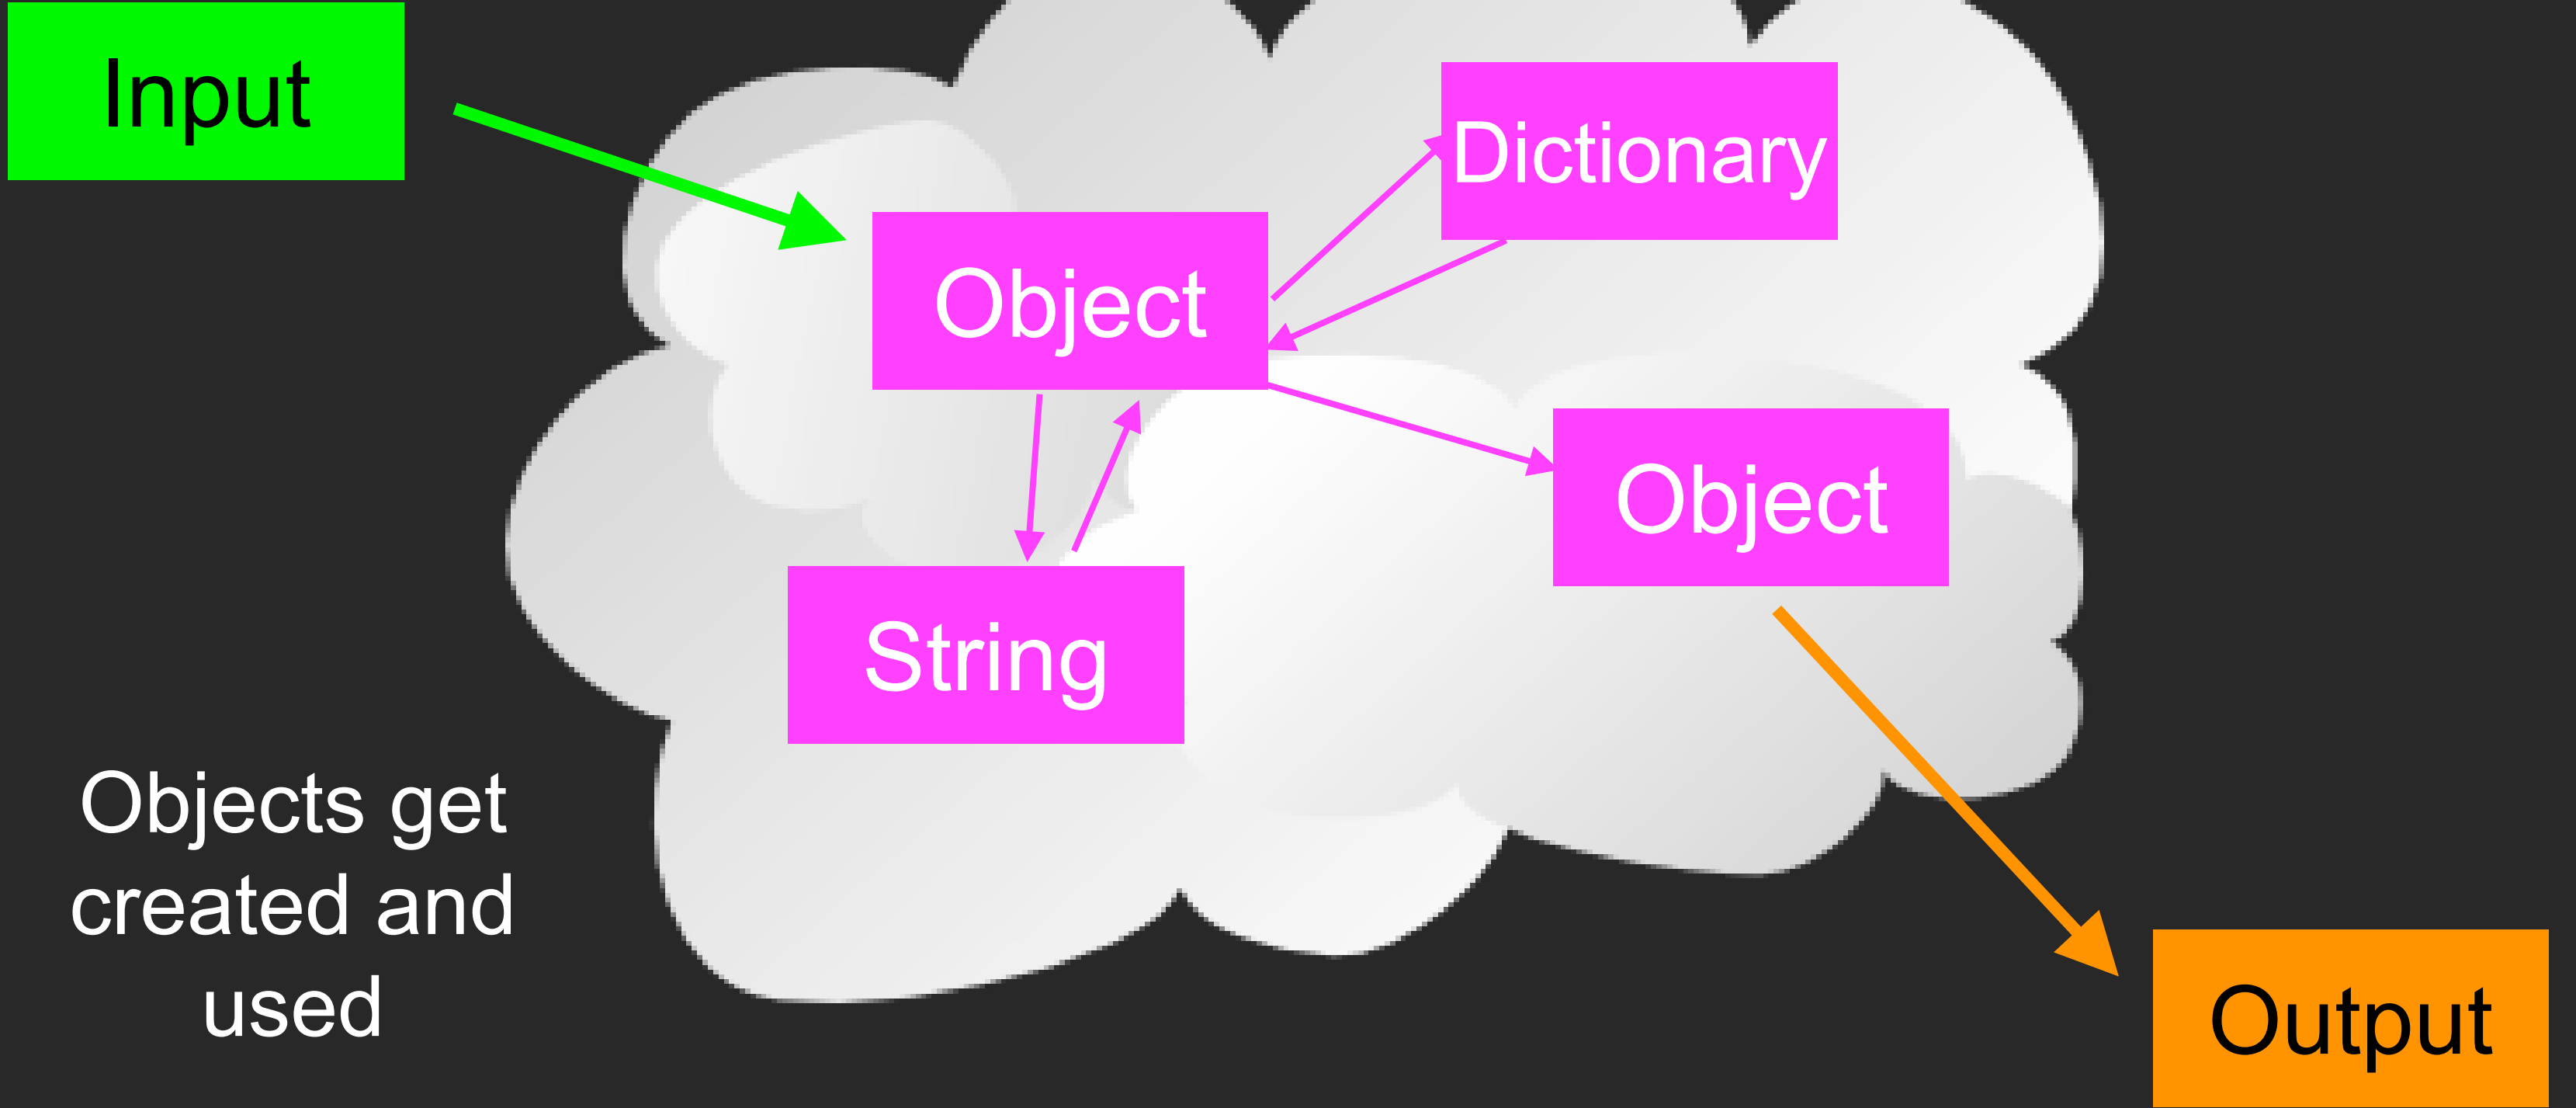 Input
Dictionary
Object
Object
String
Objects get
created and
used
Output